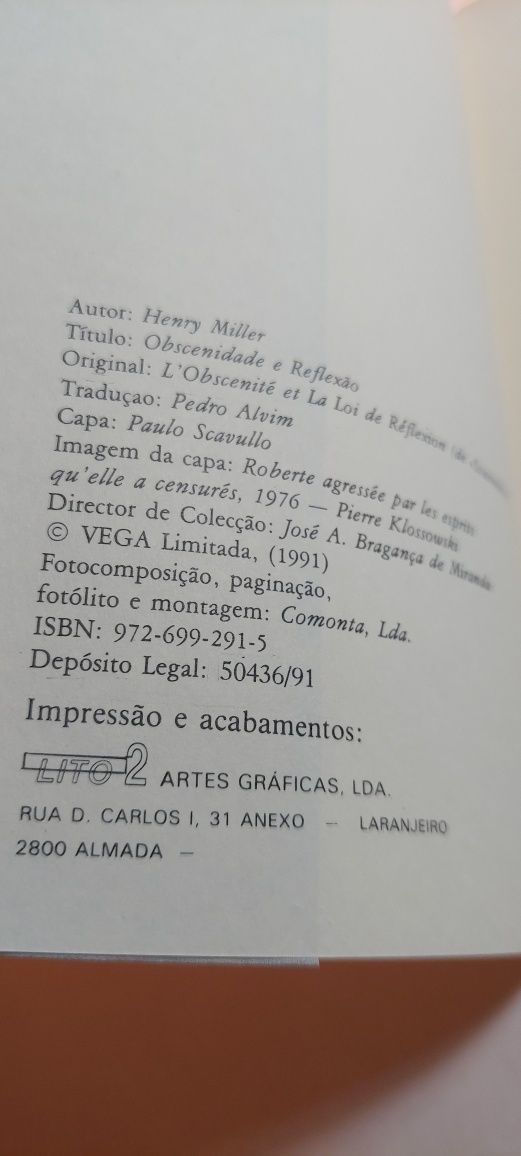 Autor: Henry Miller
Título: Obscenidade e Reflexão
Original: L'Obscenité et La Loi de Réflexion (de
Traduçao: Pedro Alvim
Capa: Paulo Scavullo
Imagem da capa: Roberte agressée par les esprits
qu'elle a censurés, 1976 — Pierre Klossowski
Director de Colecção: José A. Bragança de Miranda
© VEGA Limitada, (1991)
Fotocomposição, paginação,
fotólito e montagem: Comonta, Lda.
ISBN: 972-699-291-5
Depósito Legal: 50436/91
Impressão e acabamentos:
LITO 2 ARTES GRÁFICAS, LDA.
RUA D. CARLOS I, 31 ANEXO — LARANJEIRO
2800 ALMADA —